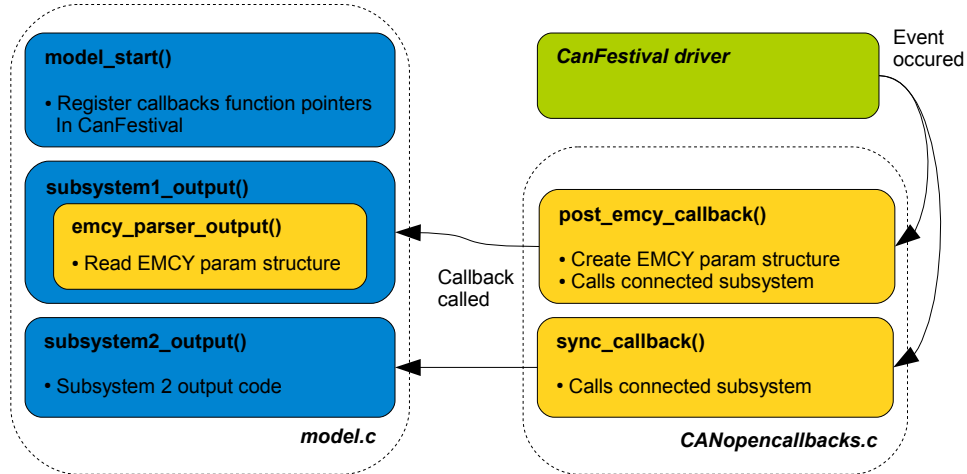 model_start()
• Register callbacks function pointers
In CanFestival
subsystem1_output()
emcy_parser_output()
• Read EMCY param structure
subsystem2_output()
• Subsystem 2 output code
model.c
Callback
called
CanFestival driver
Event
occured
post_emcy_callback()
• Create EMCY param structure
• Calls connected subsystem
sync_callback()
• Calls connected subsystem
CANopencallbacks.c